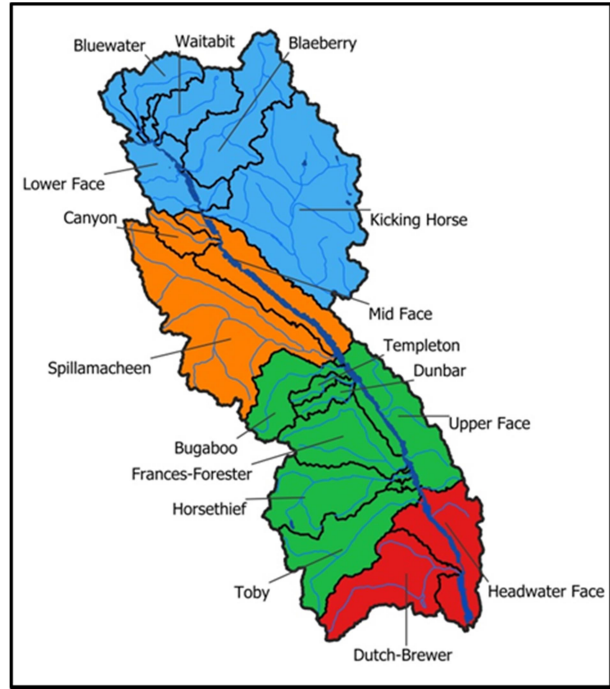 Bluewater
Waitabit
Blaeberry
Lower Face
Canyon
Kicking Horse
Mid Face
Spillamacheen
Templeton
Dunbar
Upper Face
Bugaboo
Frances-Forester
Horsethief
Toby
Headwater Face
Dutch-Brewer